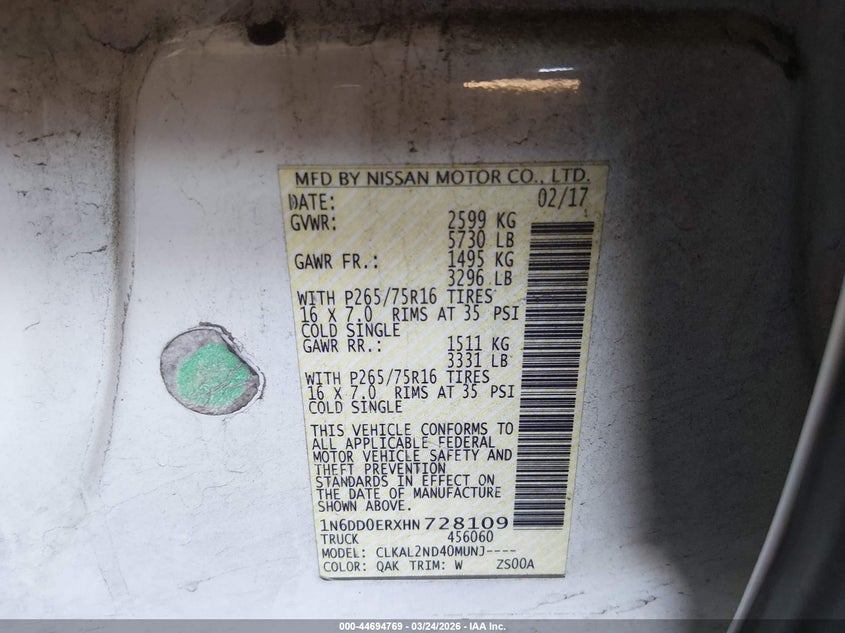 MFD BY NISSAN MOTOR CO., LTD.
DATE: 02/17
GVWR: 2599 KG
5730 LB
GAWR FR.: 1495 KG
3296 LB
WITH P265/75R16 TIRES
16 X 7.0 RIMS AT 35 PSI
COLD SINGLE
GAWR RR.: 1511 KG
3331 LB
WITH P265/75R16 TIRES
16 X 7.0 RIMS AT 35 PSI
COLD SINGLE
THIS VEHICLE CONFORMS TO
ALL APPLICABLE FEDERAL
MOTOR VEHICLE SAFETY AND
THEFT PREVENTION
STANDARDS IN EFFECT ON
THE DATE OF MANUFACTURE
SHOWN ABOVE.
1N6DD0ERXHN728109
TRUCK 456060
MODEL: CLKAL2ND40MUNJ----
COLOR: QAK TRIM: W ZS00A
000-44694769 - 03/24/2026 - IAA Inc.